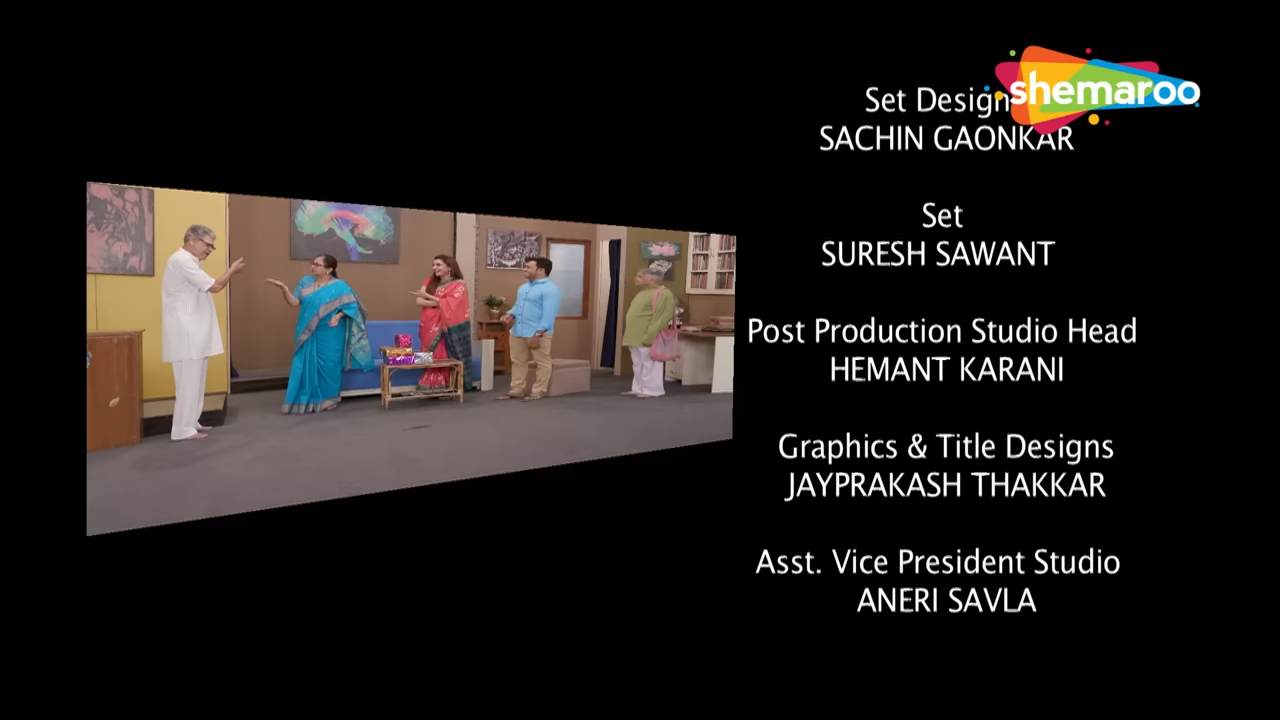 shemaroo
Set Design
SACHIN GAONKAR
Set
SURESH SAWANT
Post Production Studio Head
HEMANT KARANI
Graphics & Title Designs
JAYPRAKASH THAKKAR
Asst. Vice President Studio
ANERI SAVLA